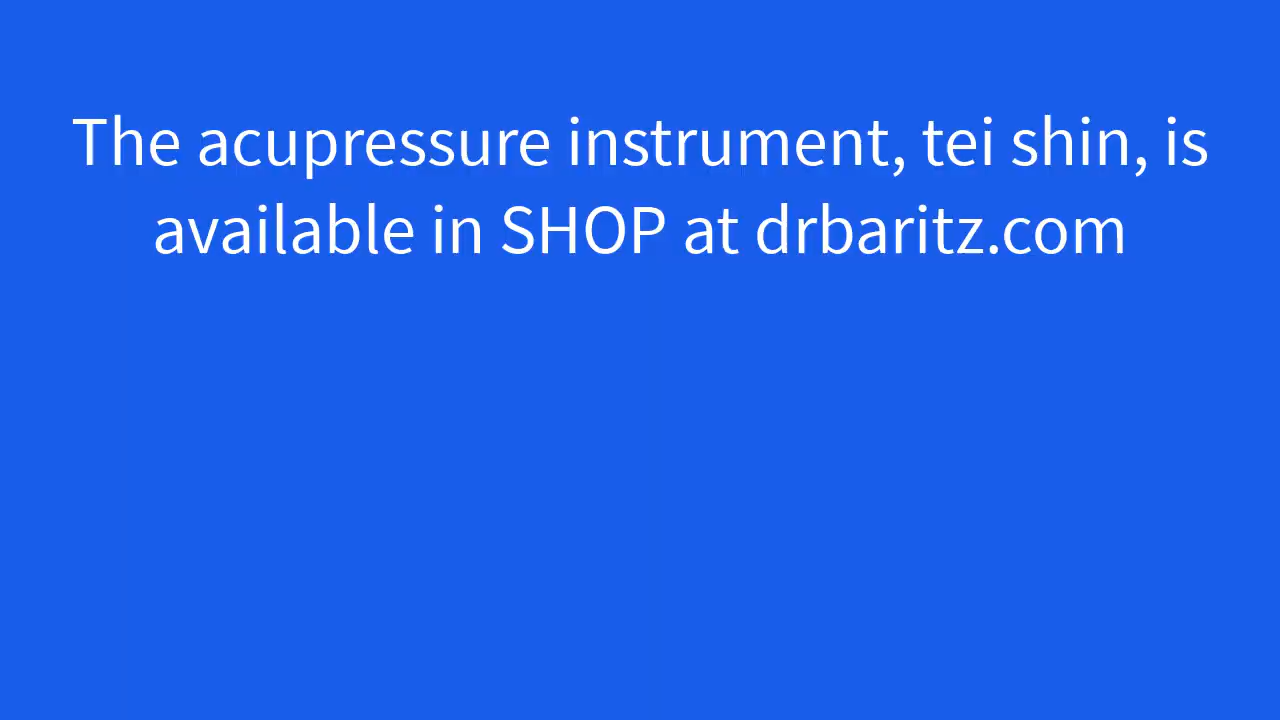 The acupressure instrument, tei shin, is
available in SHOP at drbaritz.com